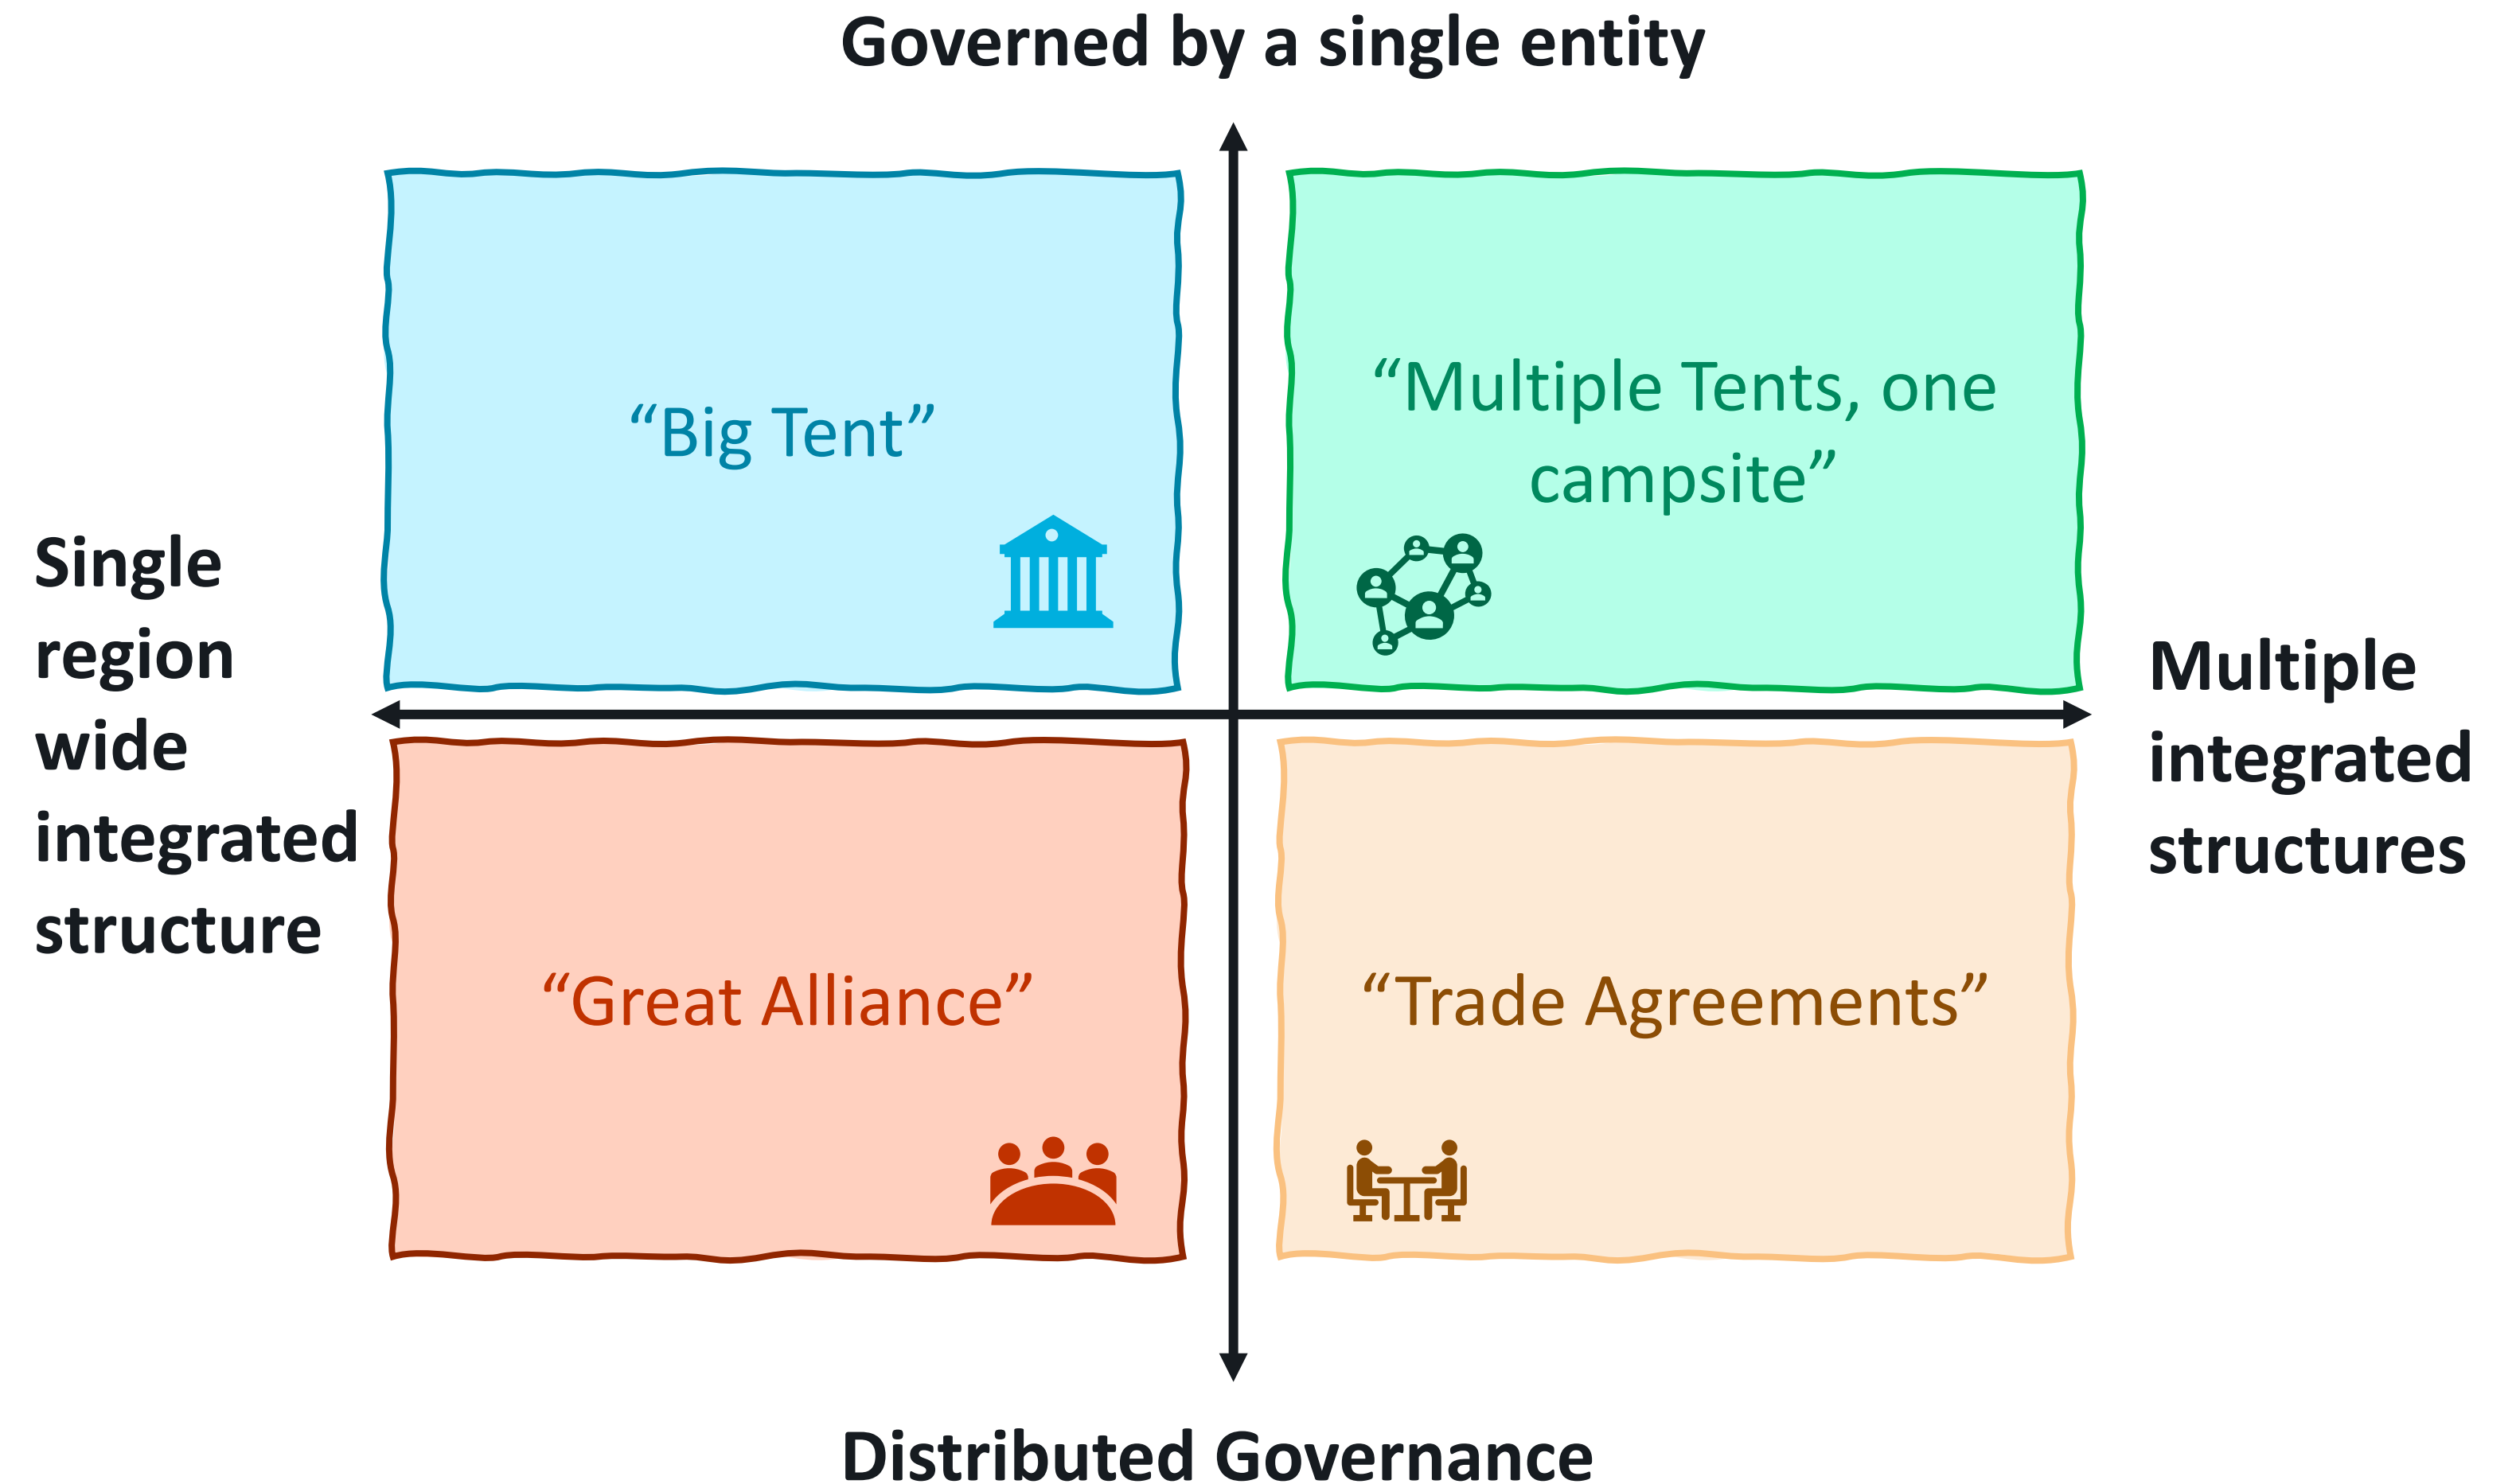 Governed by a single entity
“Big Tent”
“Multiple Tents, one
campsite”
Single
region
wide
integrated
structure
Multiple
integrated
structures
“Great Alliance”
“Trade Agreements”
Distributed Governance